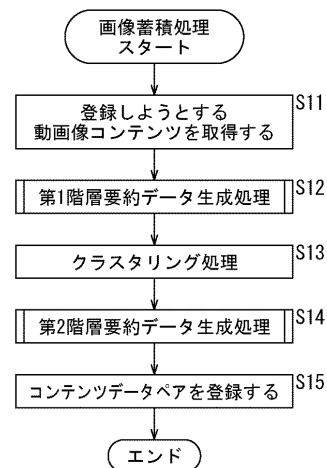 画像蓄積処理
スタート
S11
登録しようとする
動画像コンテンツを取得する
S12
第1階層要約データ生成処理
S13
クラスタリング処理
S14
第2階層要約データ生成処理
S15
コンテンツデータペアを登録する
エンド